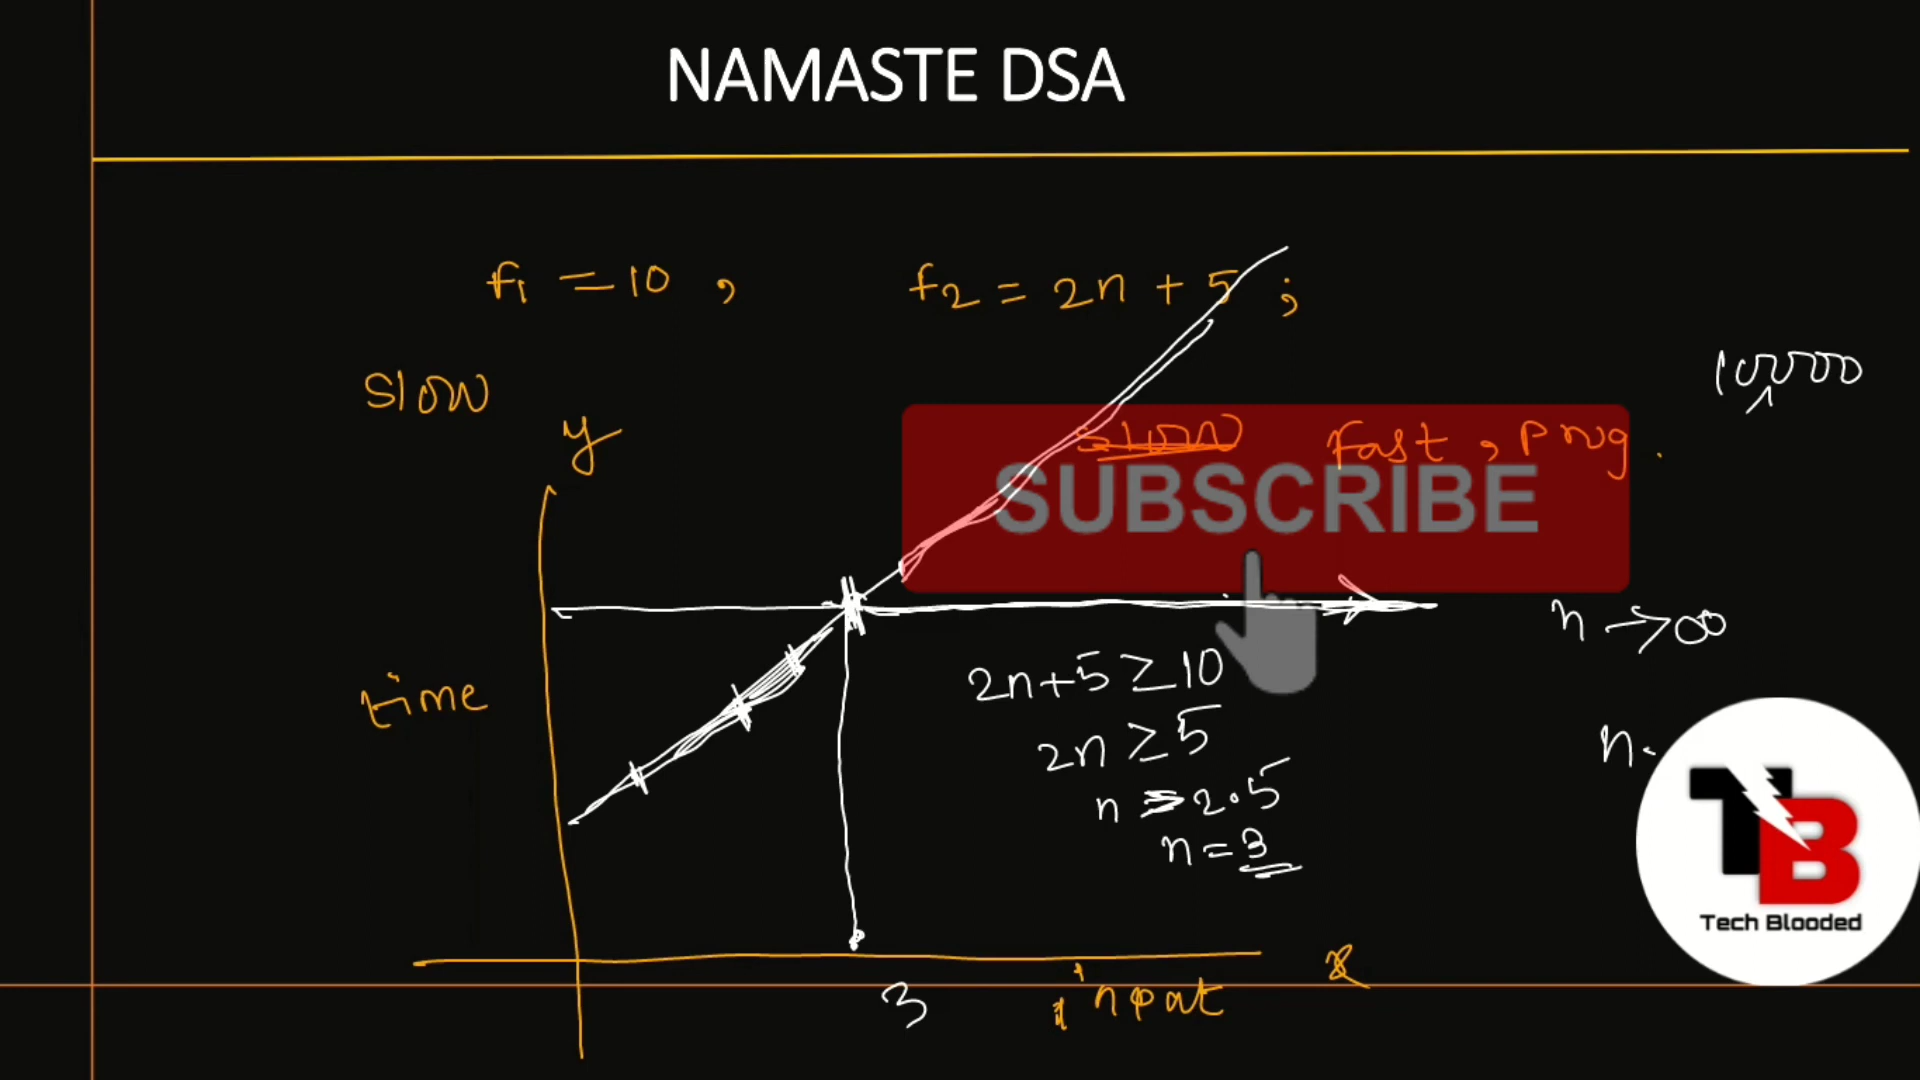 NAMASTE DSA
f1 = 10 , f2 = 2n + 5 ;
slow
100000
y
slow Fast , prog .
SUBSCRIBE
n → ∞
2n+5 ≥ 10
time
2n ≥ 5
n ≥ 2.5
n = 3
TB
Tech Blooded
x
3
input